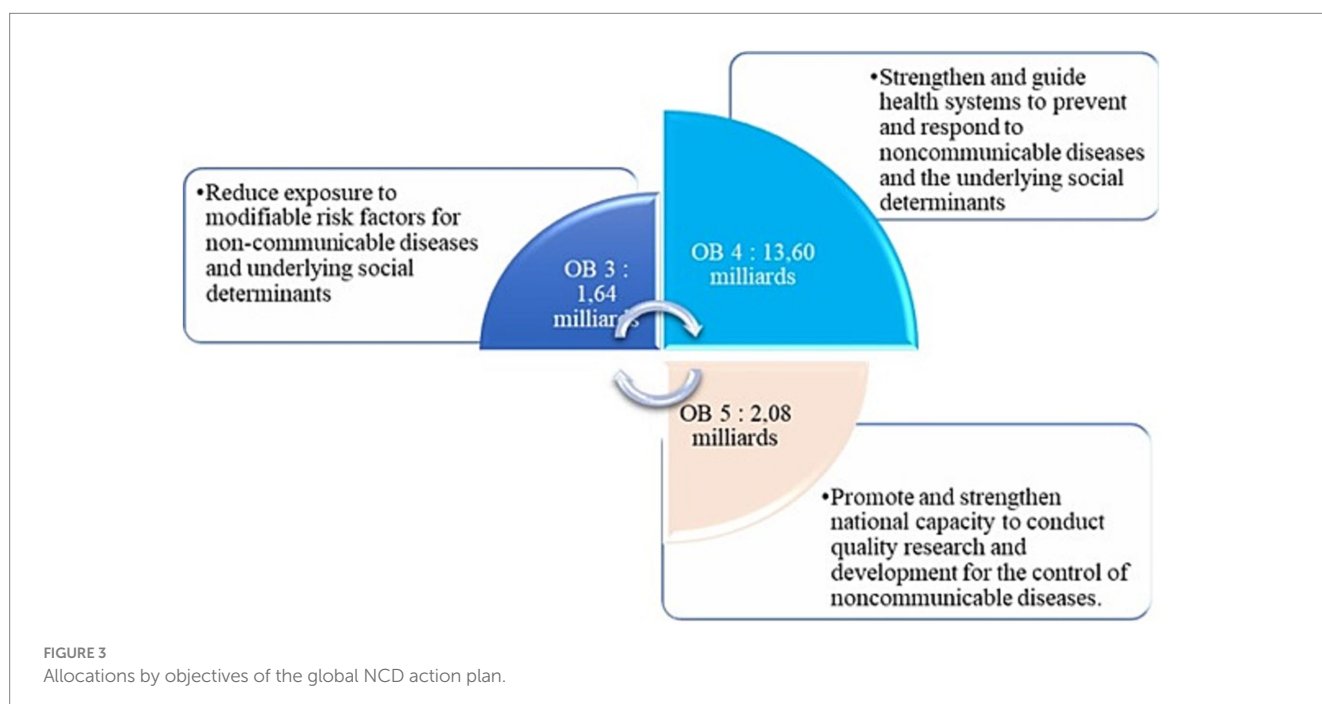 •Reduce exposure to
modifiable risk factors for
non-communicable diseases
and underlying social
determinants
OB 3 :
1,64
milliards
•Strengthen and guide
health systems to prevent
and respond to
noncommunicable diseases
and the underlying social
determinants
OB 4 : 13,60
milliards
OB 5 : 2,08
milliards
•Promote and strengthen
national capacity to conduct
quality research and
development for the control of
noncommunicable diseases.
FIGURE 3
Allocations by objectives of the global NCD action plan.